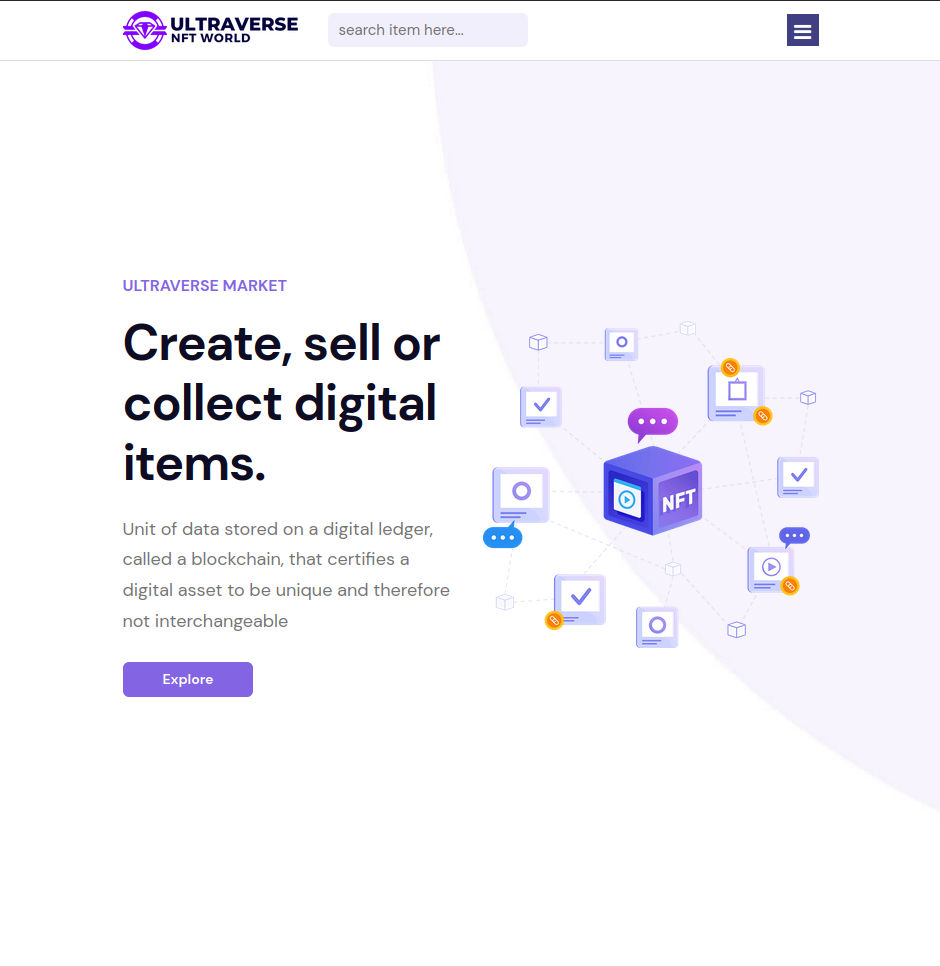 ULTRAVERSE
NFT WORLD
search item here...
ULTRAVERSE MARKET
Create, sell or
collect digital
items.
Unit of data stored on a digital ledger,
called a blockchain, that certifies a
digital asset to be unique and therefore
not interchangeable
Explore
NFT